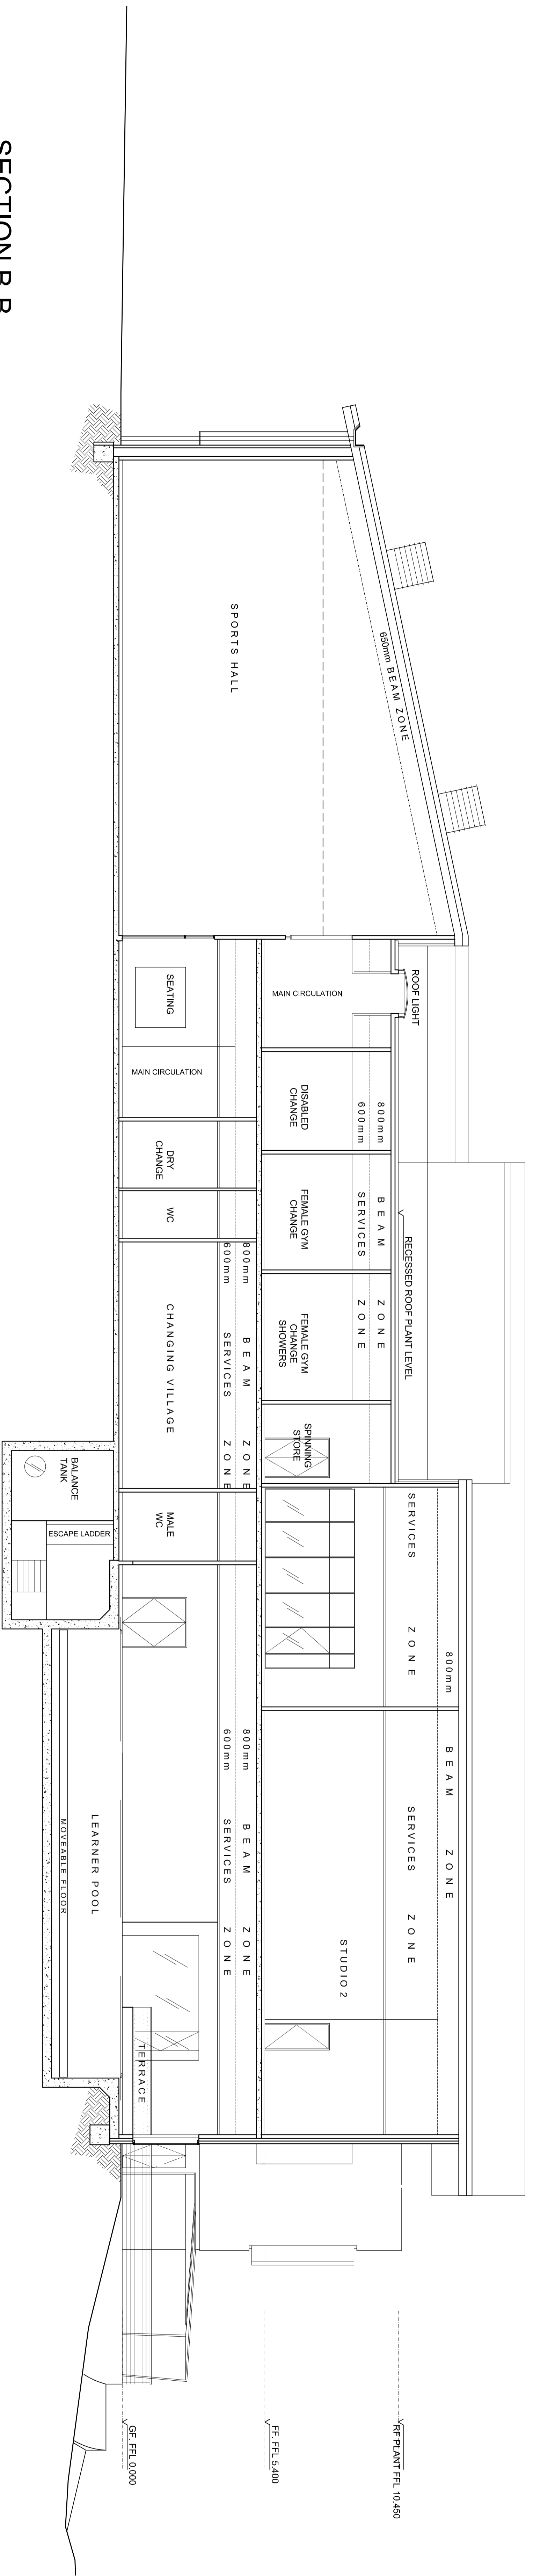 ROOF LIGHT
RECESSED ROOF PLANT LEVEL
RF PLANT FFL 10.450
650mm BEAM ZONE
800mm BEAM ZONE
600mm SERVICES ZONE
800mm BEAM ZONE
SERVICES ZONE
SERVICES ZONE
MAIN CIRCULATION
DISABLED
CHANGE
FEMALE GYM
CHANGE
FEMALE GYM
CHANGE
SHOWERS
SPINNING
STORE
STUDIO 2
FF. FFL 5.400
SPORTS HALL
800mm BEAM ZONE
600mm SERVICES ZONE
800mm BEAM ZONE
600mm SERVICES ZONE
SEATING
MAIN CIRCULATION
DRY
CHANGE
WC
CHANGING VILLAGE
MALE
WC
TERRACE
GF. FFL 0.000
BALANCE
TANK
ESCAPE LADDER
LEARNER POOL
MOVEABLE FLOOR
SECTION B-B